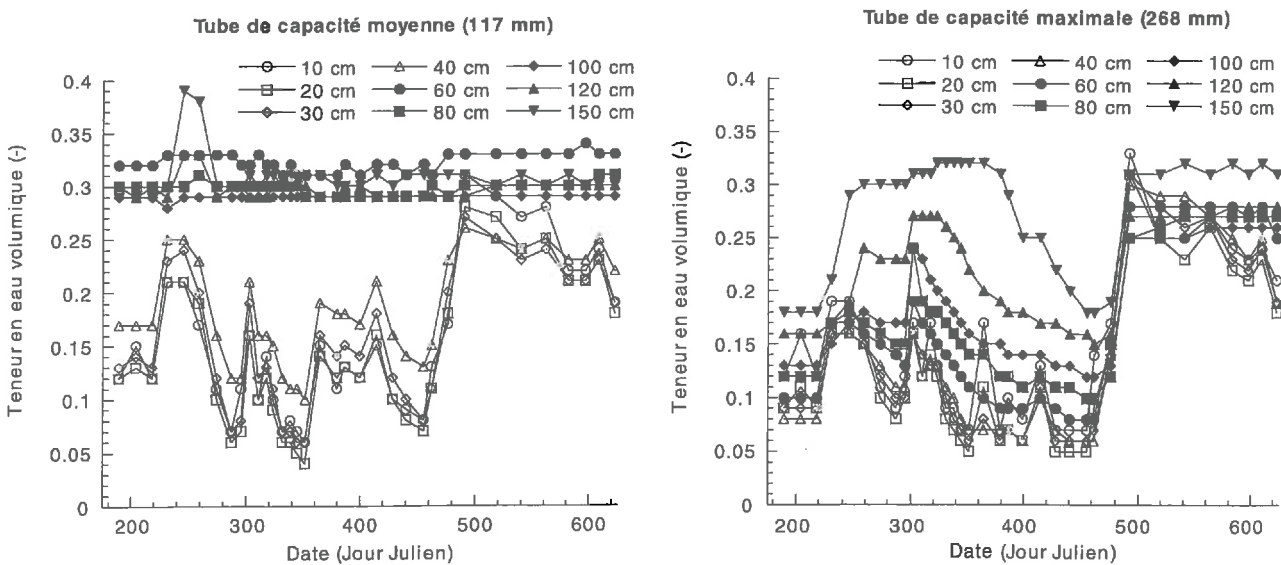 Tube de capacité moyenne (117 mm)
10 cm 40 cm 100 cm
20 cm 60 cm 120 cm
30 cm 80 cm 150 cm
0.4
0.35
0.3
0.25
0.2
0.15
0.1
0.05
0
Teneur en eau volumique (-)
200 300 400 500 600
Date (Jour Julien)
Tube de capacité maximale (268 mm)
10 cm 40 cm 100 cm
20 cm 60 cm 120 cm
30 cm 80 cm 150 cm
0.4
0.35
0.3
0.25
0.2
0.15
0.1
0.05
0
Teneur en eau volumique (-)
200 300 400 500 600
Date (Jour Julien)